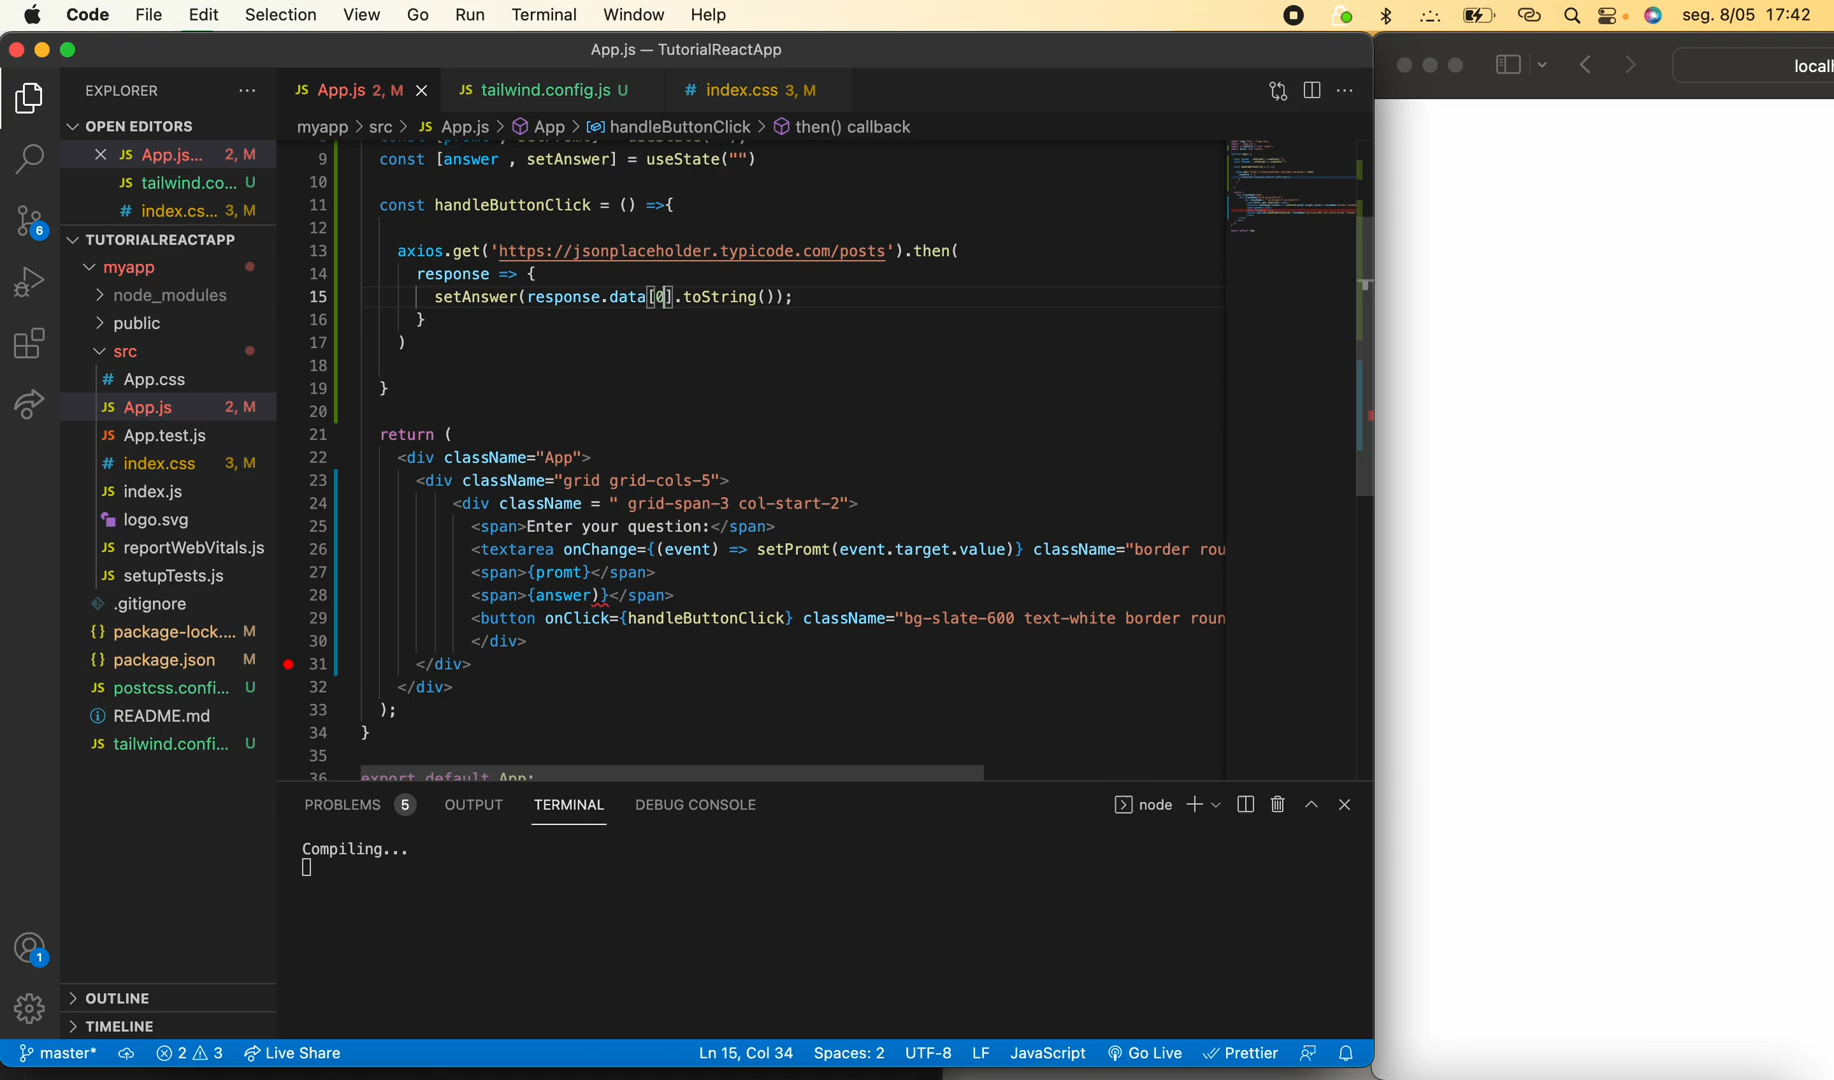 Code File Edit Selection View Go Run Terminal Window Help seg. 8/05 17:42
App.js — TutorialReactApp
EXPLORER
OPEN EDITORS
JS App.js... 2, M
JS tailwind.co... U
# index.cs... 3, M
TUTORIALREACTAPP
myapp
node_modules
public
src
# App.css
JS App.js 2, M
JS App.test.js
# index.css 3, M
JS index.js
logo.svg
JS reportWebVitals.js
JS setupTests.js
.gitignore
{} package-lock.... M
{} package.json M
JS postcss.confi... U
README.md
JS tailwind.confi... U
OUTLINE
TIMELINE
6
1
JS App.js 2, M JS tailwind.config.js U # index.css 3, M
myapp > src > JS App.js > App > handleButtonClick > then() callback
9 const [answer , setAnswer] = useState("")
10
11 const handleButtonClick = () =>{
12
13 axios.get('https://jsonplaceholder.typicode.com/posts').then(
14 response => {
15 setAnswer(response.data[0].toString());
16 }
17 )
18
19 }
20
21 return (
22 <div className="App">
23 <div className="grid grid-cols-5">
24 <div className = " grid-span-3 col-start-2">
25 <span>Enter your question:</span>
26 <textarea onChange={(event) => setPromt(event.target.value)} className="border rou
27 <span>{promt}</span>
28 <span>{answer)}</span>
29 <button onClick={handleButtonClick} className="bg-slate-600 text-white border roun
30 </div>
31 </div>
32 </div>
33 );
34 }
35
36 export default App;
PROBLEMS 5 OUTPUT TERMINAL DEBUG CONSOLE node
Compiling...
master* 2 3 Live Share Ln 15, Col 34 Spaces: 2 UTF-8 LF JavaScript Go Live Prettier
locall